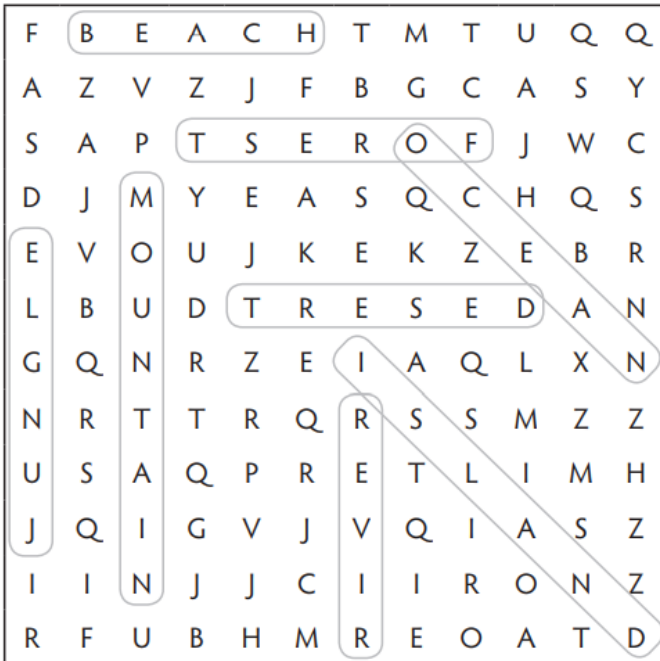 F B E A C H T M T U Q Q
A Z V Z J F B G C A S Y
S A P T S E R O F J W C
D J M Y E A S Q C H Q S
E V O U J K E K Z E B R
L B U D T R E S E D A N
G Q N R Z E I A Q L X N
N R T T R Q R S S M Z Z
U S A Q P R E T L I M H
J Q I G V J V Q I A S Z
I I N J J C I I R O N Z
R F U B H M R E O A T D